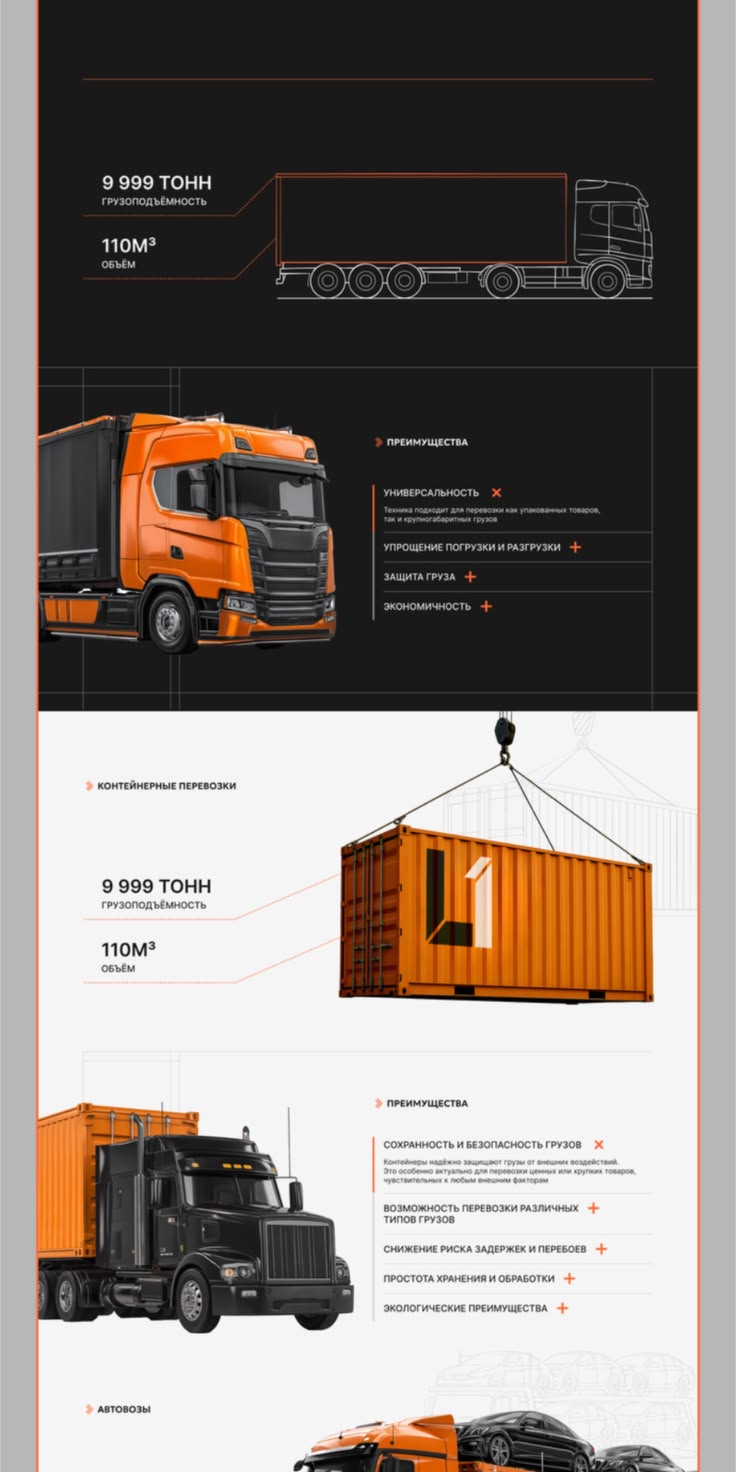 9 999 ТОНН
ГРУЗОПОДЪЁМНОСТЬ
110М³
ОБЪЁМ
ПРЕИМУЩЕСТВА
УНИВЕРСАЛЬНОСТЬ
Техника подходит для перевозки как упакованных товаров,
так и крупногабаритных грузов
УПРОЩЕНИЕ ПОГРУЗКИ И РАЗГРУЗКИ
ЗАЩИТА ГРУЗА
ЭКОНОМИЧНОСТЬ
КОНТЕЙНЕРНЫЕ ПЕРЕВОЗКИ
9 999 ТОНН
ГРУЗОПОДЪЁМНОСТЬ
110М³
ОБЪЁМ
ПРЕИМУЩЕСТВА
СОХРАННОСТЬ И БЕЗОПАСНОСТЬ ГРУЗОВ
Контейнеры надёжно защищают грузы от внешних воздействий.
Это особенно актуально для перевозки ценных или хрупких товаров,
чувствительных к любым внешним факторам
ВОЗМОЖНОСТЬ ПЕРЕВОЗКИ РАЗЛИЧНЫХ
ТИПОВ ГРУЗОВ
СНИЖЕНИЕ РИСКА ЗАДЕРЖЕК И ПЕРЕБОЕВ
ПРОСТОТА ХРАНЕНИЯ И ОБРАБОТКИ
ЭКОЛОГИЧЕСКИЕ ПРЕИМУЩЕСТВА
АВТОВОЗЫ